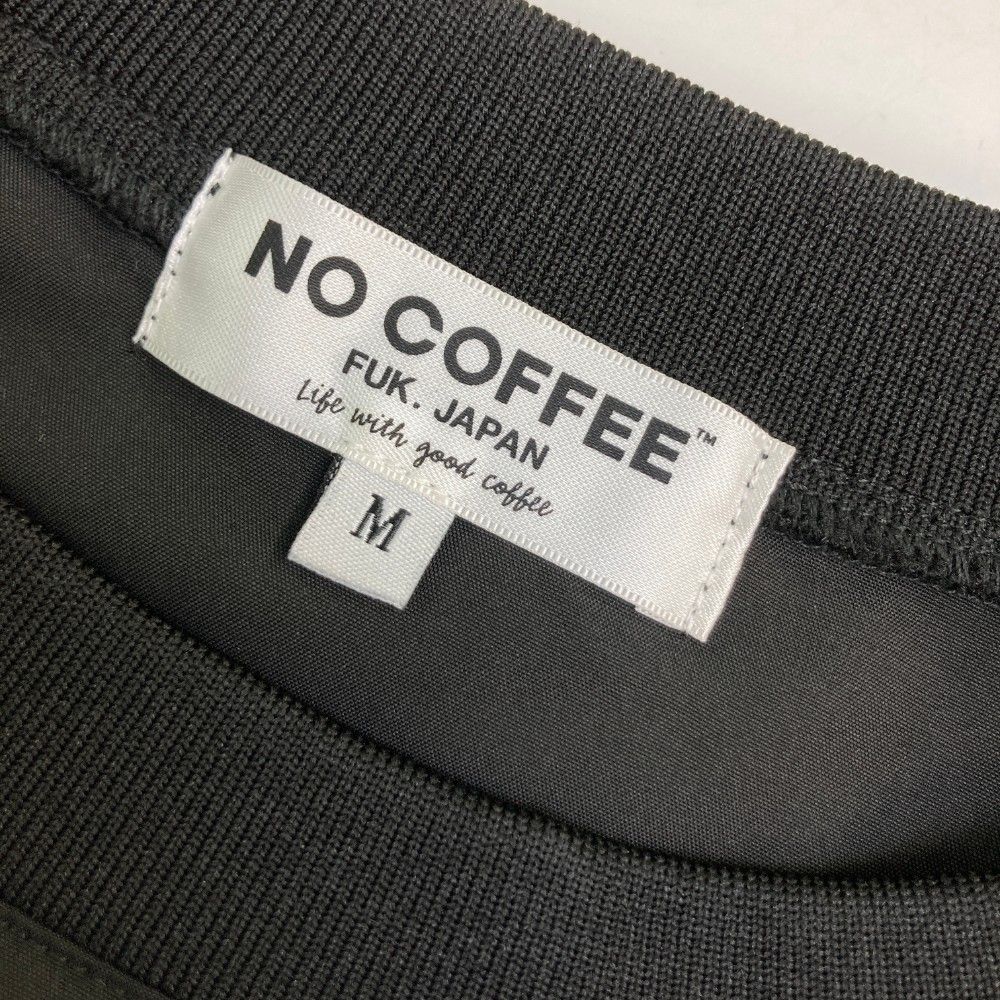 NO COFFEE™
FUK. JAPAN
Life with good coffee
M